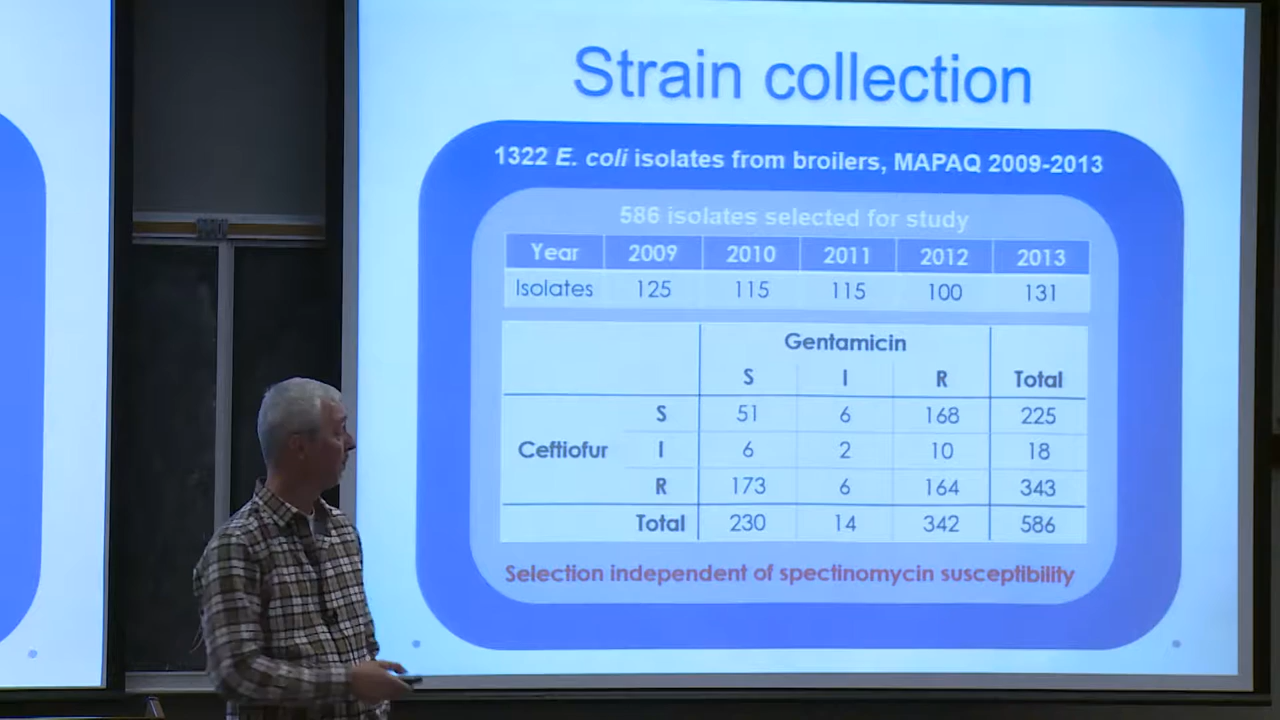 Strain collection
1322 E. coli isolates from broilers, MAPAQ 2009-2013
586 isolates selected for study
Year 2009 2010 2011 2012 2013
Isolates 125 115 115 100 131
Gentamicin
S I R Total
S 51 6 168 225
Ceftiofur I 6 2 10 18
R 173 6 164 343
Total 230 14 342 586
Selection independent of spectinomycin susceptibility